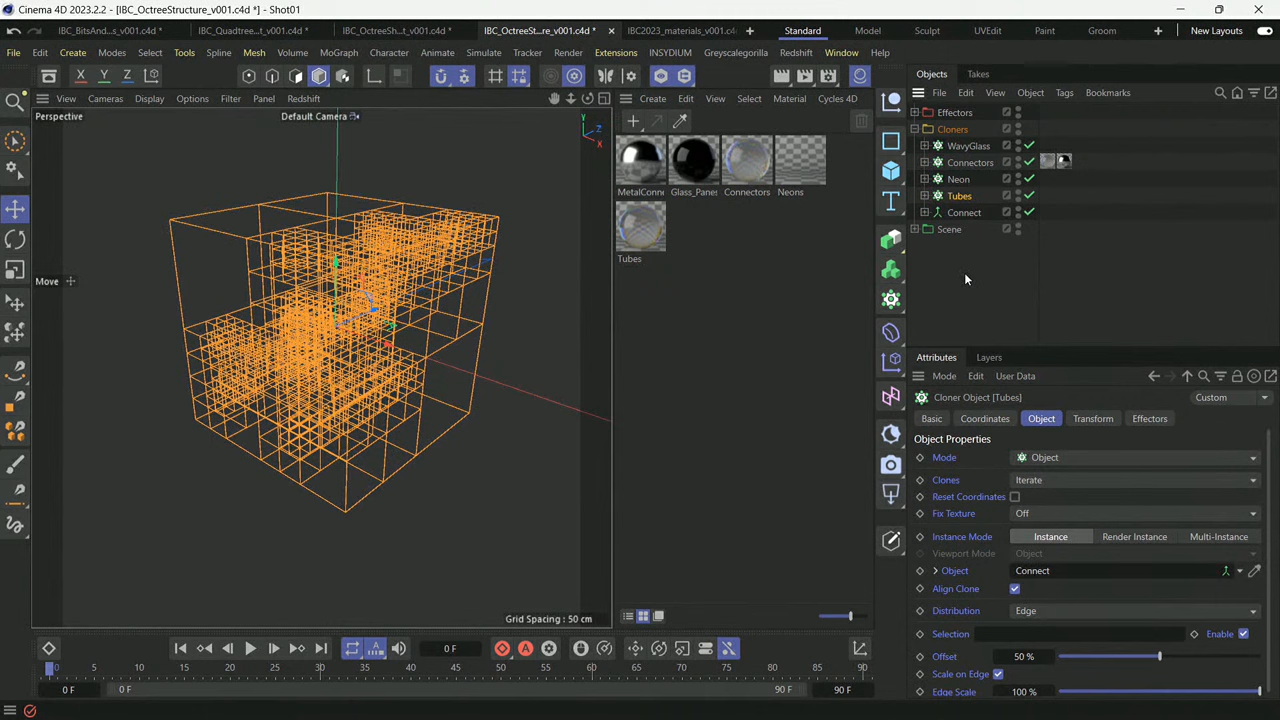 Cinema 4D 2023.2.2 - [IBC_OctreeStructure_v001.c4d *] - Shot01
IBC_BitsAnd...s_v001.c4d *
IBC_Quadtree...t_v001.c4d *
IBC_OctreeSh...t_v001.c4d *
IBC_OctreeSt...re_v001.c4d *
IBC2023_materials_v01.c4
Standard
Model
Sculpt
UVEdit
Paint
Groom
New Layouts
File Edit Create Modes Select Tools Spline Mesh Volume MoGraph Character Animate Simulate Tracker Render Extensions INSYDIUM Greyscalegorilla Redshift Window Help
X Y Z
Objects Takes
View Cameras Display Options Filter Panel Redshift
Create Edit View Select Material Cycles 4D
File Edit View Object Tags Bookmarks
Perspective
Default Camera
Y
Z
X
Effectors
Cloners
WavyGlass
Connectors
Neon
Tubes
Connect
Scene
MetalConne
Glass_Panes
Connectors
Neons
Tubes
Move
Grid Spacing : 50 cm
Attributes Layers
Mode Edit User Data
Cloner Object [Tubes]
Custom
Basic Coordinates Object Transform Effectors
Object Properties
Mode Object
Clones Iterate
Reset Coordinates
Fix Texture Off
Instance Mode Instance Render Instance Multi-Instance
Viewport Mode Object
Object Connect
Align Clone
Distribution Edge
Selection Enable
Offset 50 %
Scale on Edge
Edge Scale 100 %
0 F
0 5 10 15 20 25 30 35 40 45 50 55 60 65 70 75 80 85 90
0 F 0 F 90 F 90 F